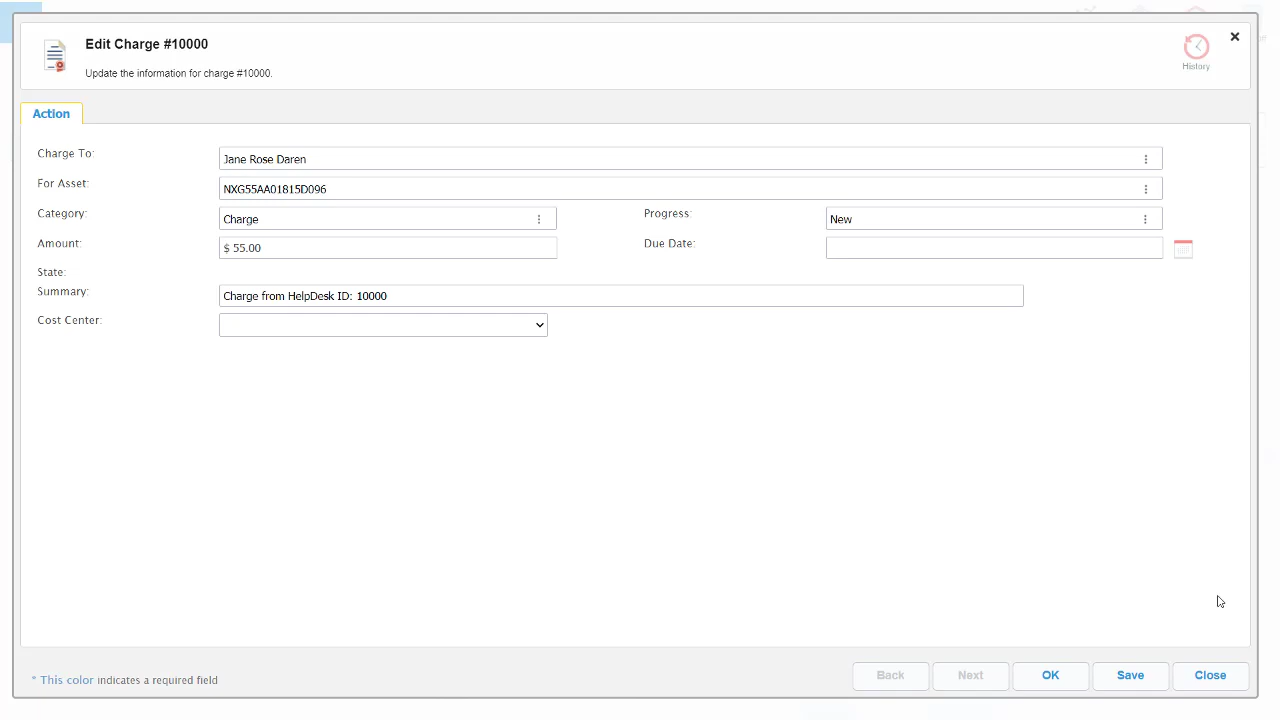 Edit Charge #10000
Update the information for charge #10000.
History
Action
Charge To: Jane Rose Daren
For Asset: NXG55AA01815D096
Category: Charge Progress: New
Amount: $ 55.00 Due Date:
State:
Summary: Charge from HelpDesk ID: 10000
Cost Center:
* This color indicates a required field
Back Next OK Save Close